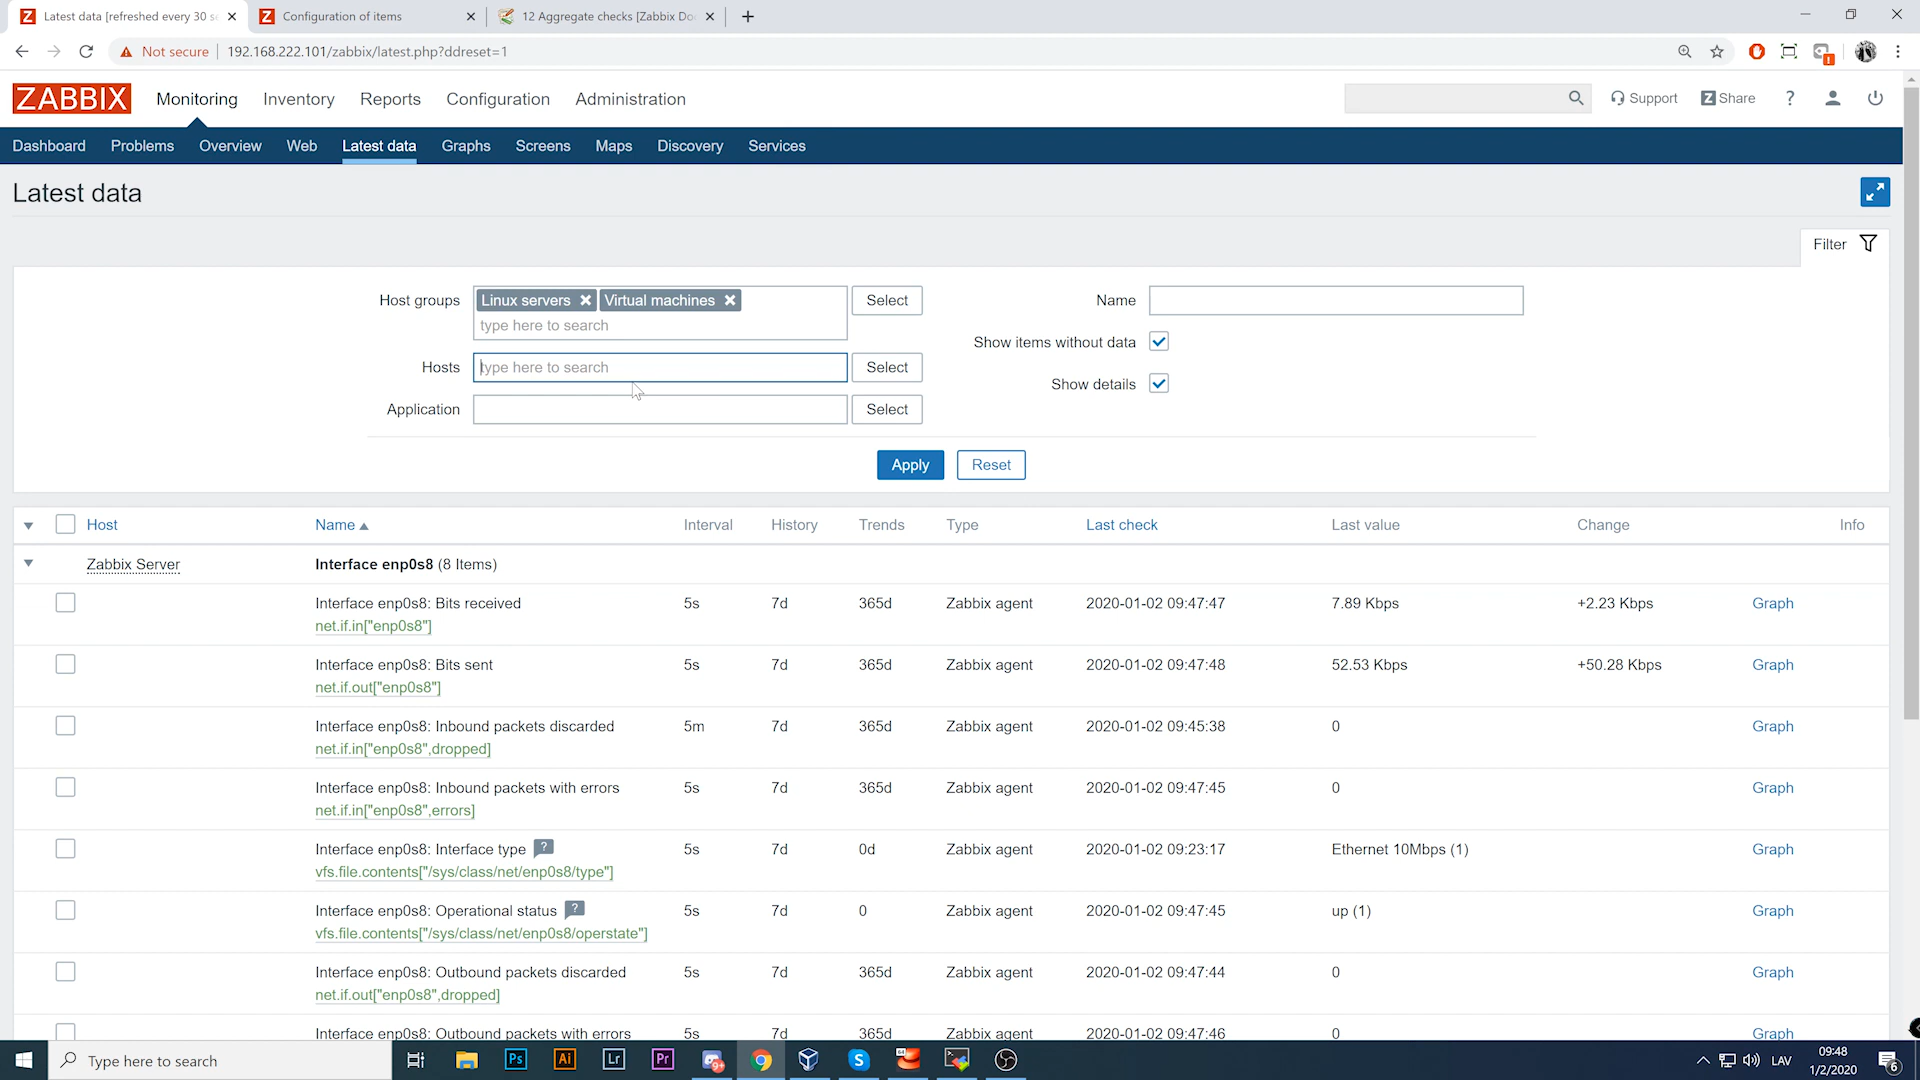 Latest data [refreshed every 30 s
Configuration of items
12 Aggregate checks [Zabbix Do
Not secure
192.168.222.101/zabbix/latest.php?ddreset=1
ZABBIX
Monitoring
Inventory
Reports
Configuration
Administration
Support
Share
?
Dashboard
Problems
Overview
Web
Latest data
Graphs
Screens
Maps
Discovery
Services
Latest data
Filter
Host groups
Linux servers
Virtual machines
type here to search
Select
Name
Show items without data
Hosts
type here to search
Select
Show details
Application
Select
Apply
Reset
Host
Name
Interval
History
Trends
Type
Last check
Last value
Change
Info
Zabbix Server
Interface enp0s8 (8 Items)
Interface enp0s8: Bits received 5s 7d 365d Zabbix agent 2020-01-02 09:47:47 7.89 Kbps +2.23 Kbps Graph
net.if.in["enp0s8"]
Interface enp0s8: Bits sent 5s 7d 365d Zabbix agent 2020-01-02 09:47:48 52.53 Kbps +50.28 Kbps Graph
net.if.out["enp0s8"]
Interface enp0s8: Inbound packets discarded 5m 7d 365d Zabbix agent 2020-01-02 09:45:38 0 Graph
net.if.in["enp0s8",dropped]
Interface enp0s8: Inbound packets with errors 5s 7d 365d Zabbix agent 2020-01-02 09:47:45 0 Graph
net.if.in["enp0s8",errors]
Interface enp0s8: Interface type ? 5s 7d 0d Zabbix agent 2020-01-02 09:23:17 Ethernet 10Mbps (1) Graph
vfs.file.contents["/sys/class/net/enp0s8/type"]
Interface enp0s8: Operational status ? 5s 7d 0 Zabbix agent 2020-01-02 09:47:45 up (1) Graph
vfs.file.contents["/sys/class/net/enp0s8/operstate"]
Interface enp0s8: Outbound packets discarded 5s 7d 365d Zabbix agent 2020-01-02 09:47:44 0 Graph
net.if.out["enp0s8",dropped]
Interface enp0s8: Outbound packets with errors 5s 7d 365d Zabbix agent 2020-01-02 09:47:46 0 Graph
Type here to search
Ps
Ai
Lr
Pr
LAV
09:48
1/2/2020
6